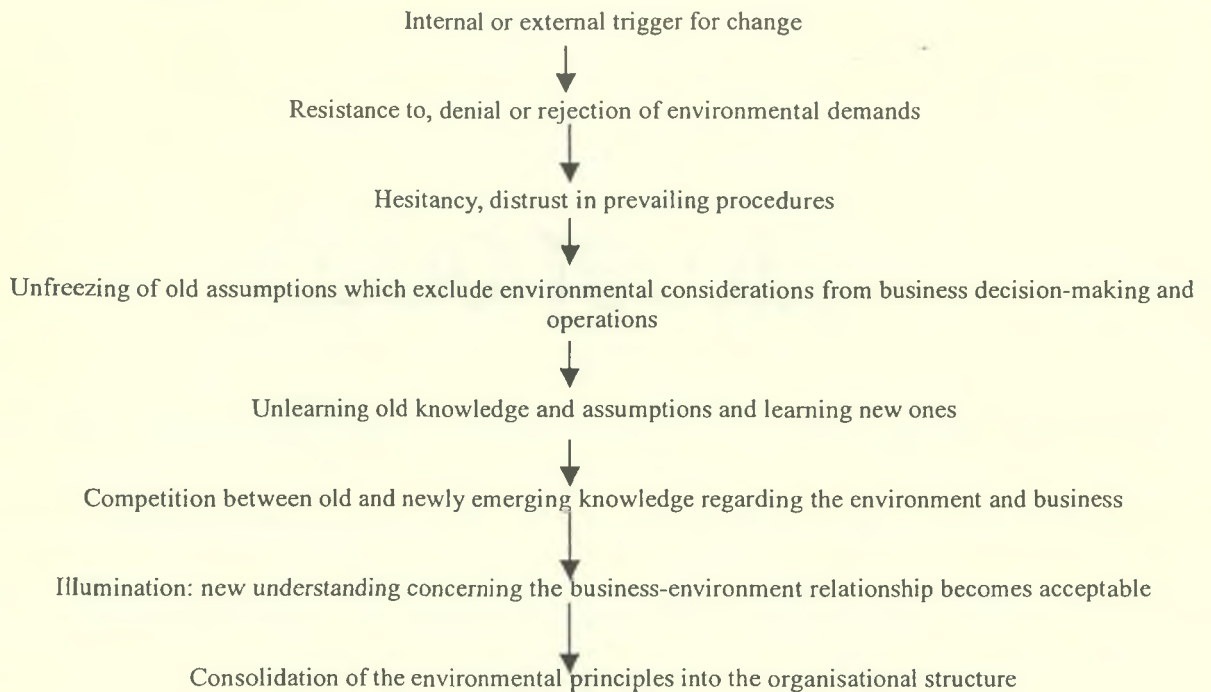 Internal or external trigger for change
Resistance to, denial or rejection of environmental demands
Hesitancy, distrust in prevailing procedures
Unfreezing of old assumptions which exclude environmental considerations from business decision-making and
operations
Unlearning old knowledge and assumptions and learning new ones
Competition between old and newly emerging knowledge regarding the environment and business
Illumination: new understanding concerning the business-environment relationship becomes acceptable
Consolidation of the environmental principles into the organisational structure